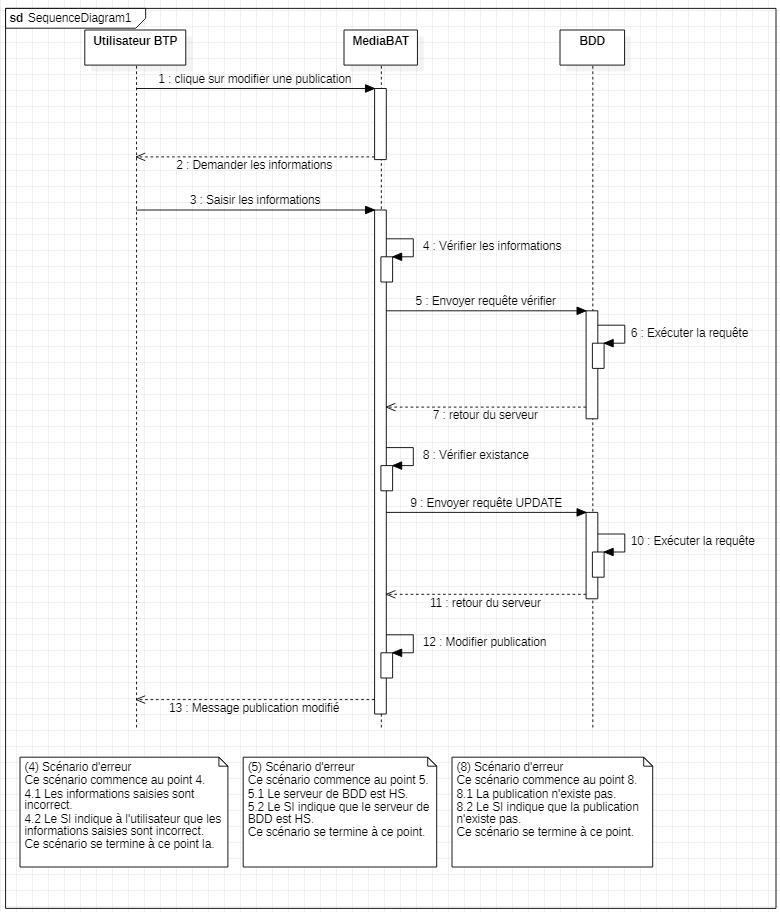 sd SequenceDiagram1
Utilisateur BTP
MediaBAT
BDD
1 : clique sur modifier une publication
2 : Demander les informations
3 : Saisir les informations
4 : Vérifier les informations
5 : Envoyer requête vérifier
6 : Exécuter la requête
7 : retour du serveur
8 : Vérifier existance
9 : Envoyer requête UPDATE
10 : Exécuter la requête
11 : retour du serveur
12 : Modifier publication
13 : Message publication modifié
(4) Scénario d'erreur
Ce scénario commence au point 4.
4.1 Les informations saisies sont
incorrect.
4.2 Le SI indique à l'utilisateur que les
informations saisies sont incorrect.
Ce scénario se termine à ce point la.
(5) Scénario d'erreur
Ce scénario commence au point 5.
5.1 Le serveur de BDD est HS.
5.2 Le SI indique que le serveur de
BDD est HS.
Ce scénario se termine à ce point.
(8) Scénario d'erreur
Ce scénario commence au point 8.
8.1 La publication n'existe pas.
8.2 Le SI indique que la publication
n'existe pas.
Ce scénario se termine à ce point.